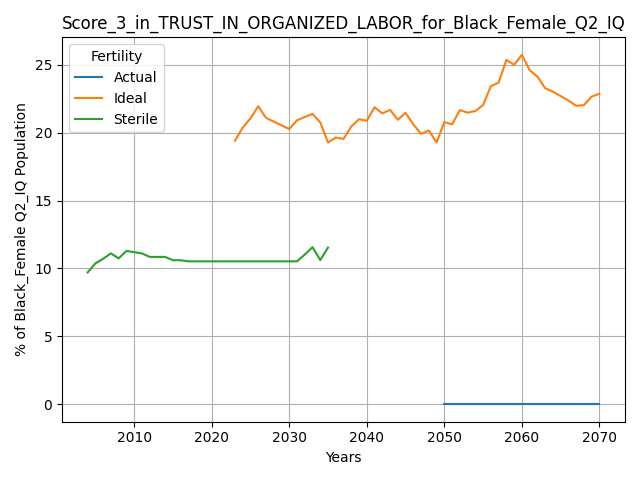 Score_3_in_TRUST_IN_ORGANIZED_LABOR_for_Black_Female_Q2_IQ
Fertility
Actual
Ideal
Sterile
% of Black_Female Q2_IQ Population
25
20
15
10
5
0
2010 2020 2030 2040 2050 2060 2070
Years